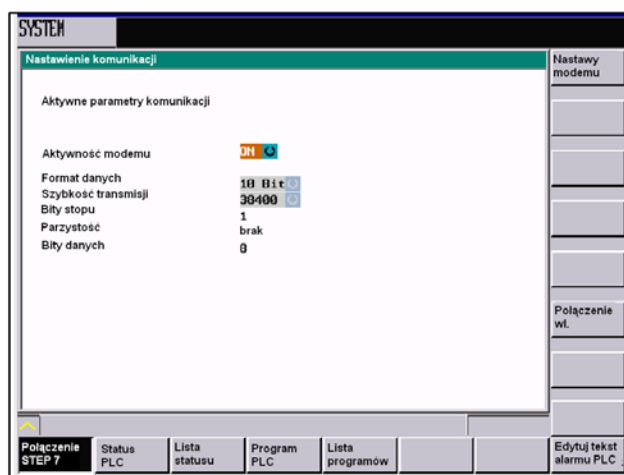 SYSTEM
Nastawienie komunikacji
Nastawy
modemu
Aktywne parametry komunikacji
Aktywność modemu ON
Format danych 10 Bit
Szybkość transmisji 38400
Bity stopu 1
Parzystość brak
Bity danych 8
Połączenie
wł.
Połączenie
STEP 7
Status
PLC
Lista
statusu
Program
PLC
Lista
programów
Edytuj tekst
alarmu PLC